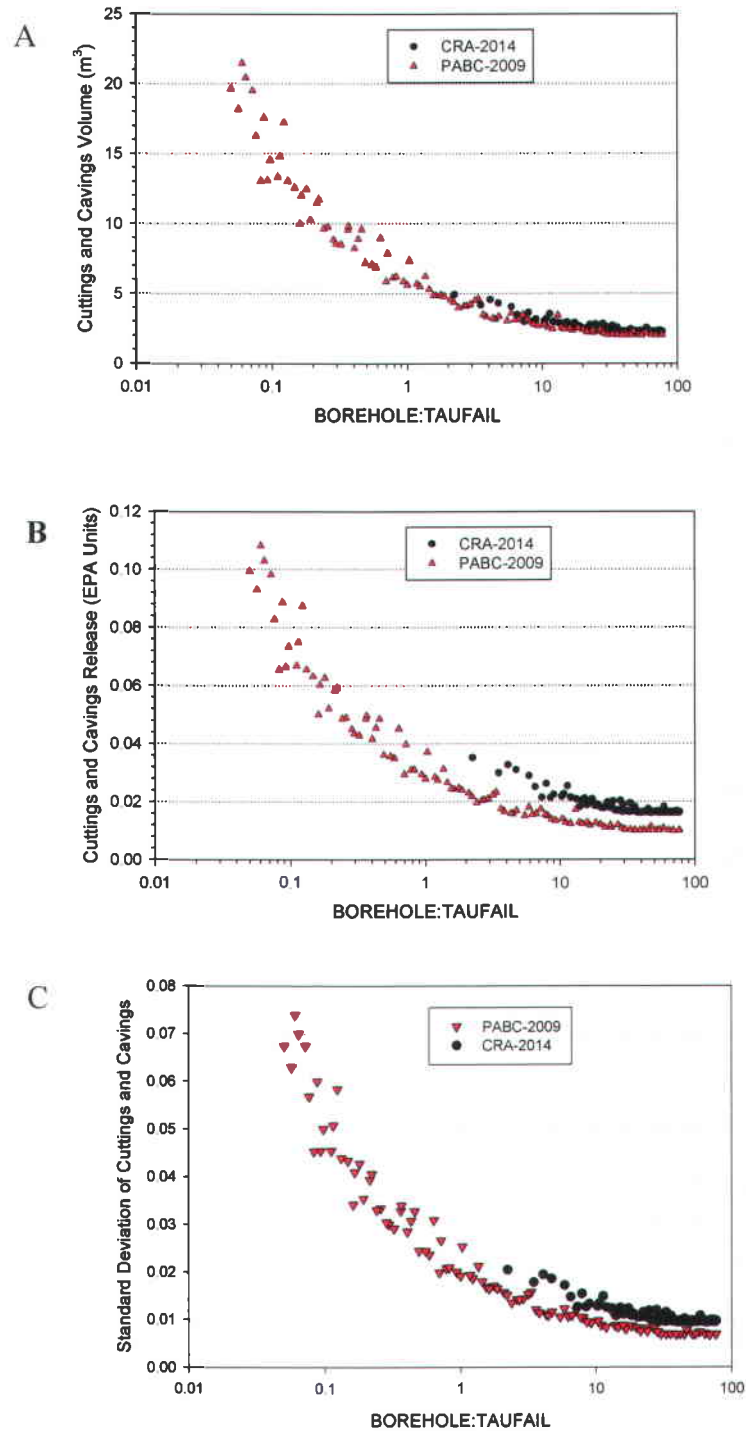 A
Cuttings and Cavings Volume (m³)
25
20
15
10
5
0
CRA-2014
PABC-2009
0.01 0.1 1 10 100
BOREHOLE:TAUFAIL
B
Cuttings and Cavings Release (EPA Units)
0.12
0.10
0.08
0.06
0.04
0.02
0.00
CRA-2014
PABC-2009
0.01 0.1 1 10 100
BOREHOLE:TAUFAIL
C
Standard Deviation of Cuttings and Cavings
0.08
0.07
0.06
0.05
0.04
0.03
0.02
0.01
0.00
PABC-2009
CRA-2014
0.01 0.1 1 10 100
BOREHOLE:TAUFAIL